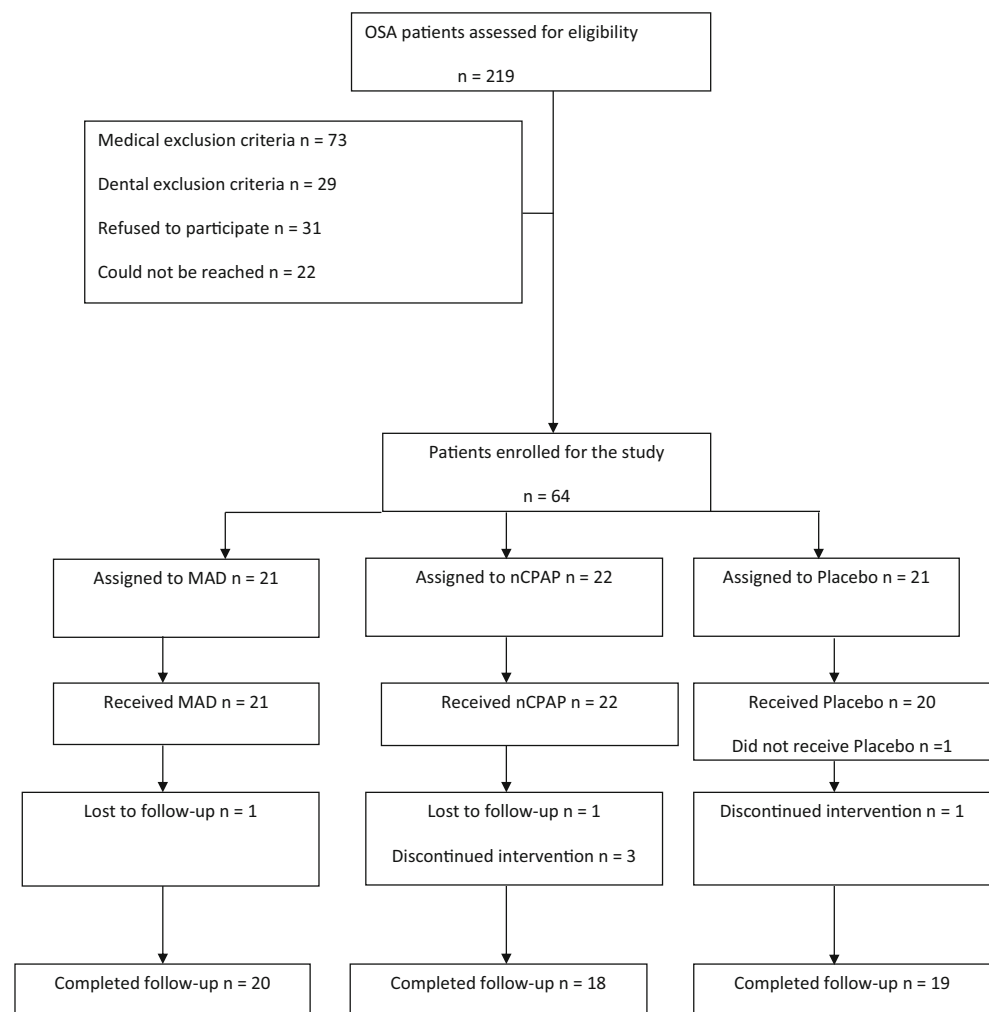 OSA patients assessed for eligibility
n = 219
Medical exclusion criteria n = 73
Dental exclusion criteria n = 29
Refused to participate n = 31
Could not be reached n = 22
Patients enrolled for the study
n = 64
Assigned to MAD n = 21
Assigned to nCPAP n = 22
Assigned to Placebo n = 21
Received MAD n = 21
Received nCPAP n = 22
Received Placebo n = 20
Did not receive Placebo n =1
Lost to follow-up n = 1
Lost to follow-up n = 1
Discontinued intervention n = 3
Discontinued intervention n = 1
Completed follow-up n = 20
Completed follow-up n = 18
Completed follow-up n = 19